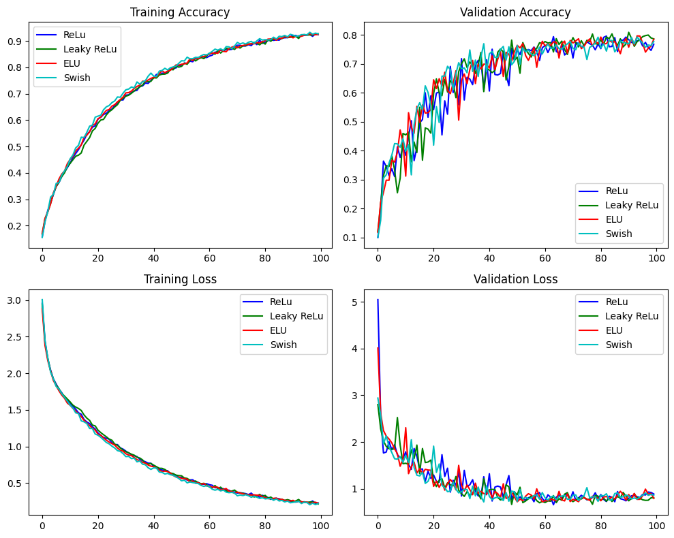 Training Accuracy
0.9
0.8
0.7
0.6
0.5
0.4
0.3
0.2
0 20 40 60 80 100
ReLu
Leaky ReLu
ELU
Swish
Validation Accuracy
0.8
0.7
0.6
0.5
0.4
0.3
0.2
0.1
0 20 40 60 80 100
ReLu
Leaky ReLu
ELU
Swish
Training Loss
3.0
2.5
2.0
1.5
1.0
0.5
0 20 40 60 80 100
ReLu
Leaky ReLu
ELU
Swish
Validation Loss
5
4
3
2
1
0 20 40 60 80 100
ReLu
Leaky ReLu
ELU
Swish